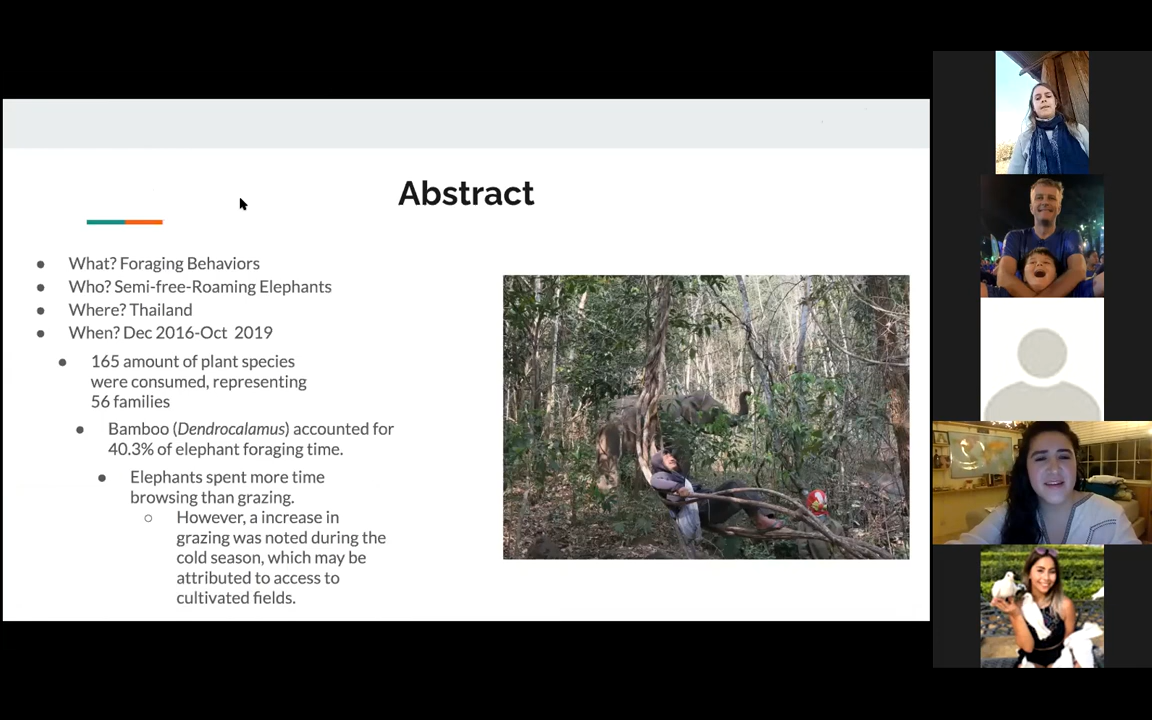 Abstract
What? Foraging Behaviors
Who? Semi-free-Roaming Elephants
Where? Thailand
When? Dec 2016-Oct 2019
165 amount of plant species
were consumed, representing
56 families
Bamboo (Dendrocalamus) accounted for
40.3% of elephant foraging time.
Elephants spent more time
browsing than grazing.
However, a increase in
grazing was noted during the
cold season, which may be
attributed to access to
cultivated fields.